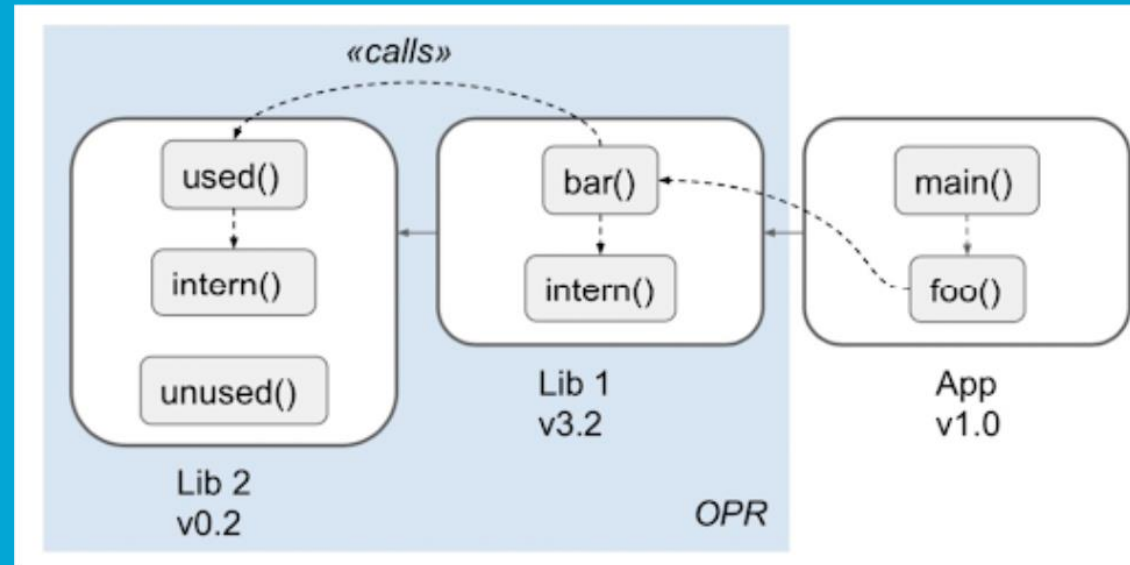 «calls»
used()
bar()
main()
intern()
intern()
foo()
unused()
Lib 1
v3.2
App
v1.0
Lib 2
v0.2
OPR